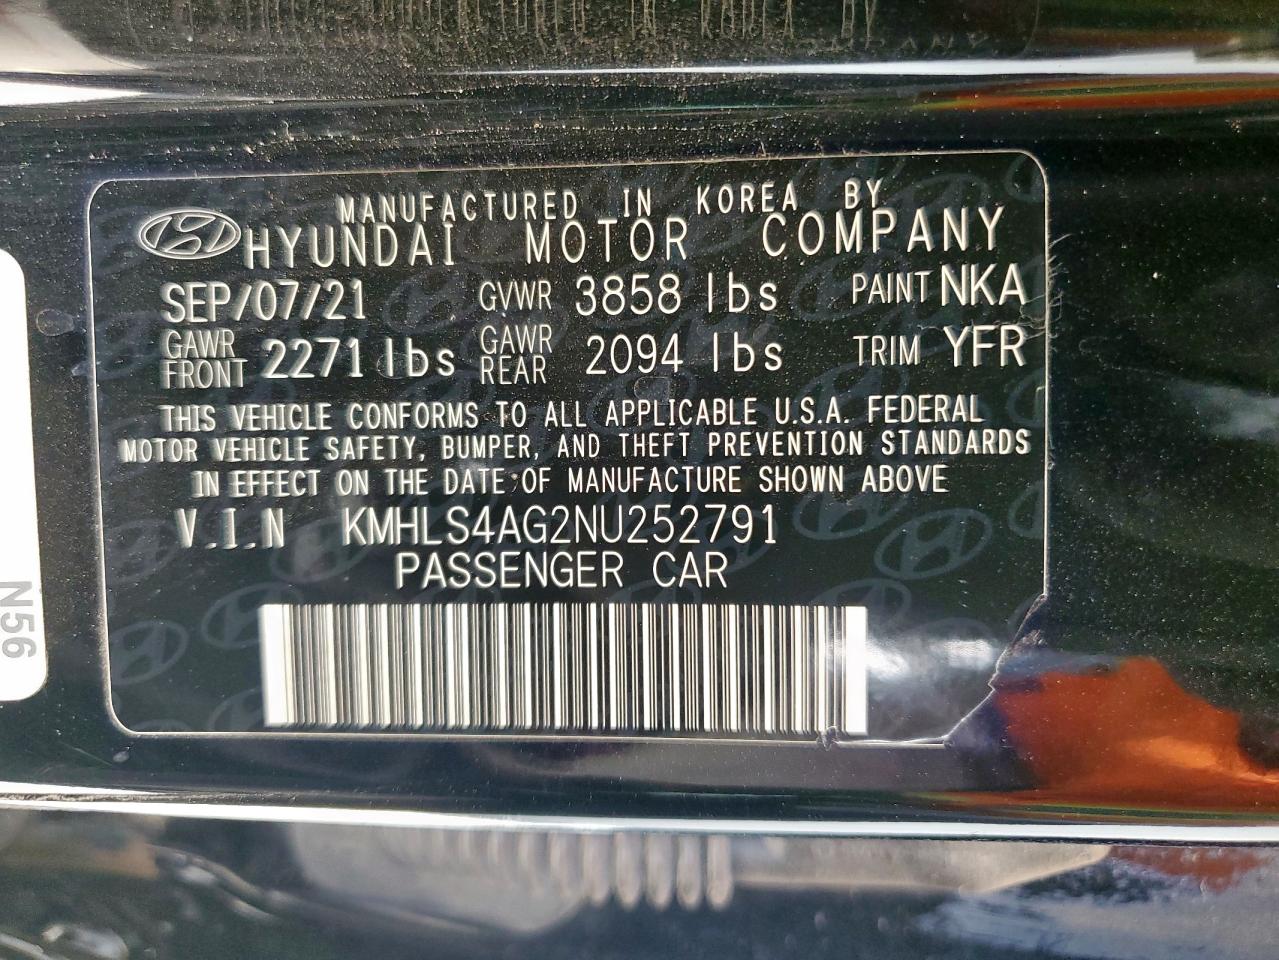 MANUFACTURED IN KOREA BY
HYUNDAI MOTOR COMPANY
SEP/07/21 GVWR 3858 lbs PAINT NKA
GAWR FRONT 2271 lbs GAWR REAR 2094 lbs TRIM YFR
THIS VEHICLE CONFORMS TO ALL APPLICABLE U.S.A. FEDERAL
MOTOR VEHICLE SAFETY, BUMPER, AND THEFT PREVENTION STANDARDS
IN EFFECT ON THE DATE OF MANUFACTURE SHOWN ABOVE
V.I.N KMHLS4AG2NU252791
PASSENGER CAR
N56